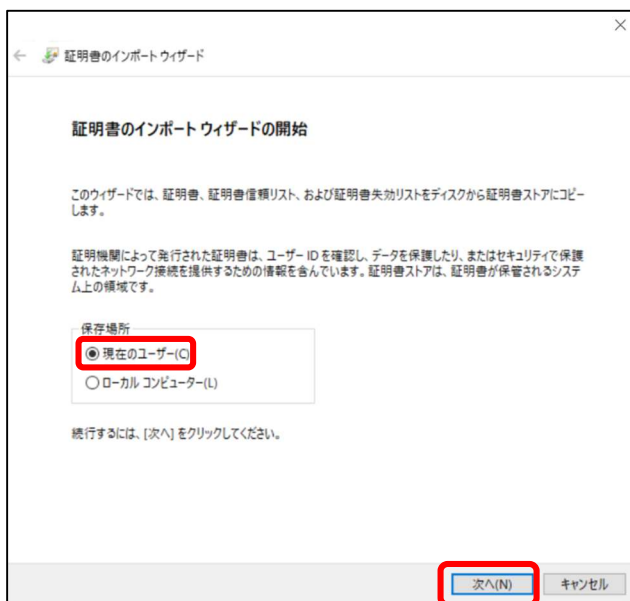 証明書のインポート ウィザード
証明書のインポート ウィザードの開始
このウィザードでは、証明書、証明書信頼リスト、および証明書失効リストをディスクから証明書ストアにコピー
します。
証明機関によって発行された証明書は、ユーザー ID を確認し、データを保護したり、またはセキュリティで保護
されたネットワーク接続を提供するための情報を含んでいます。証明書ストアは、証明書が保管されるシステ
ム上の領域です。
保存場所
現在のユーザー(C)
ローカル コンピューター(L)
続行するには、[次へ] をクリックしてください。
次へ(N)
キャンセル